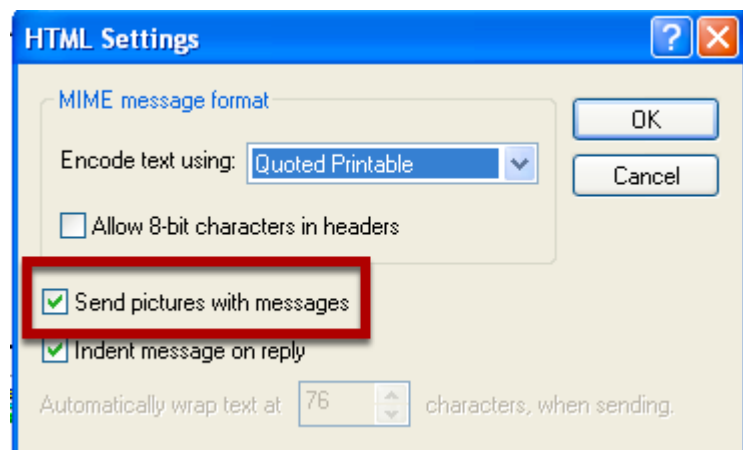 HTML Settings
MIME message format
OK
Encode text using: Quoted Printable
Cancel
Allow 8-bit characters in headers
Send pictures with messages
Indent message on reply
Automatically wrap text at 76 characters, when sending.